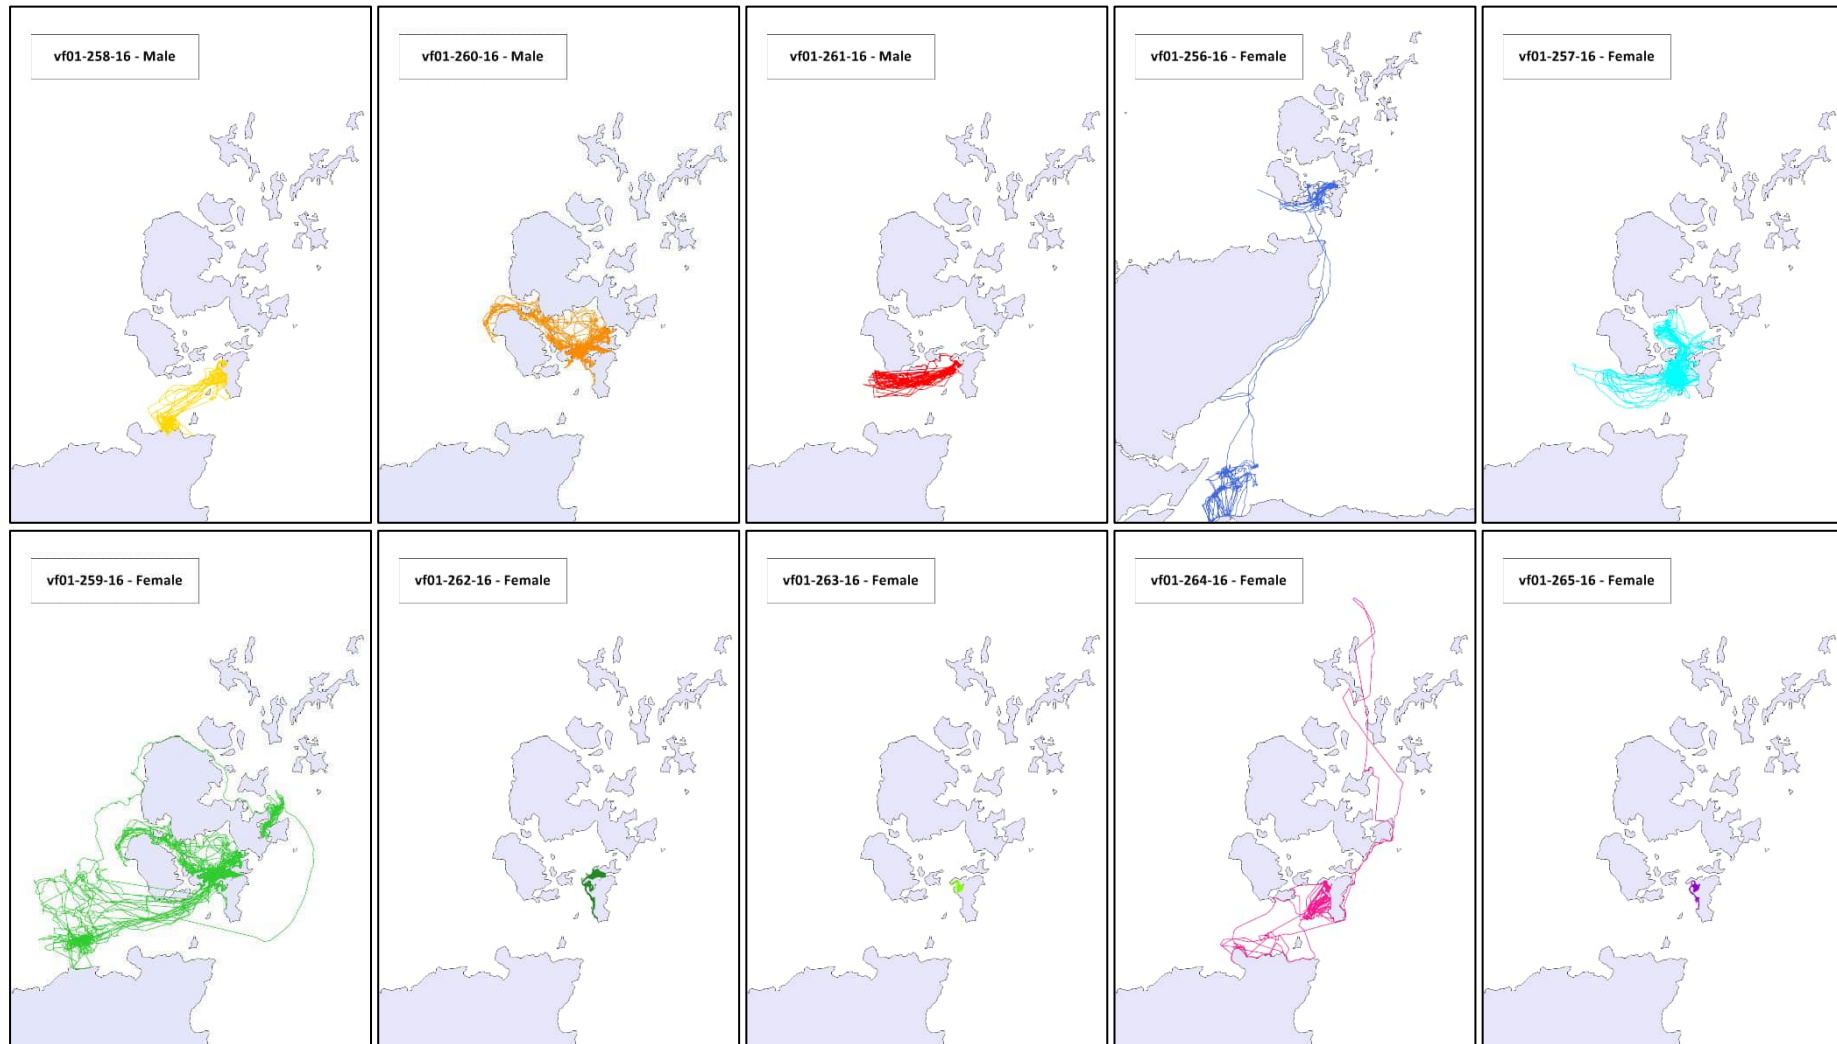 vf01-258-16 - Male
vf01-260-16 - Male
vf01-261-16 - Male
vf01-256-16 - Female
vf01-257-16 - Female
vf01-259-16 - Female
vf01-262-16 - Female
vf01-263-16 - Female
vf01-264-16 - Female
vf01-265-16 - Female